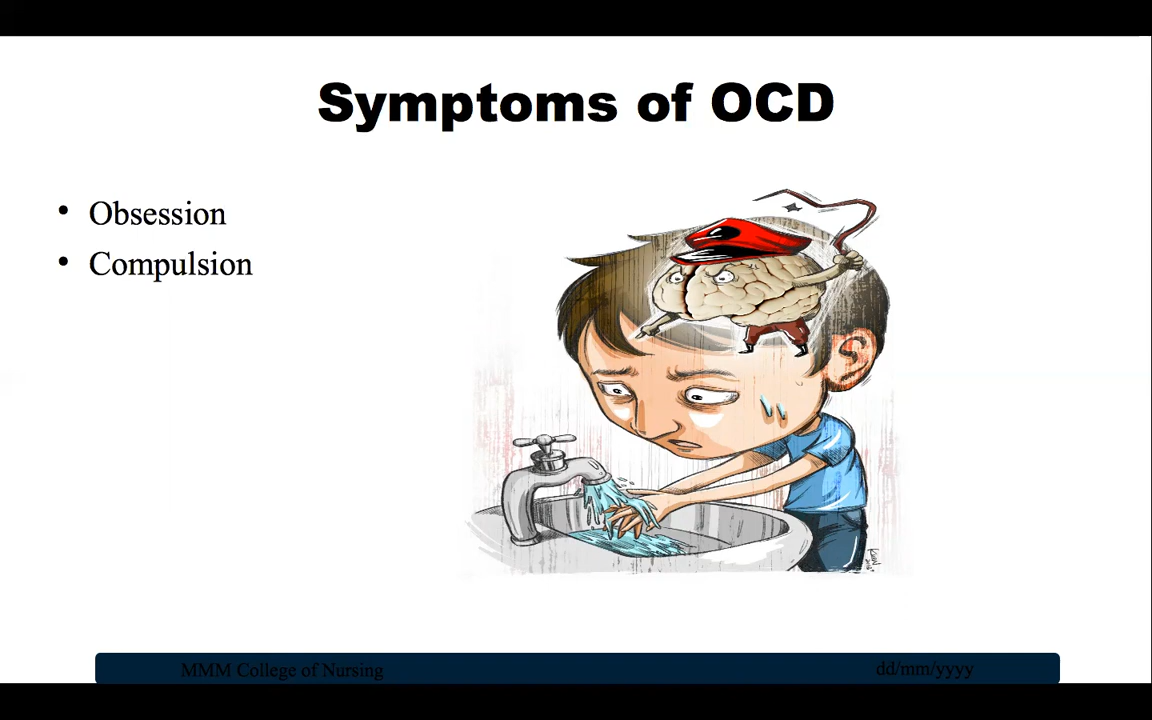 Symptoms of OCD
• Obsession
• Compulsion
MMM College of Nursing
dd/mm/yyyy